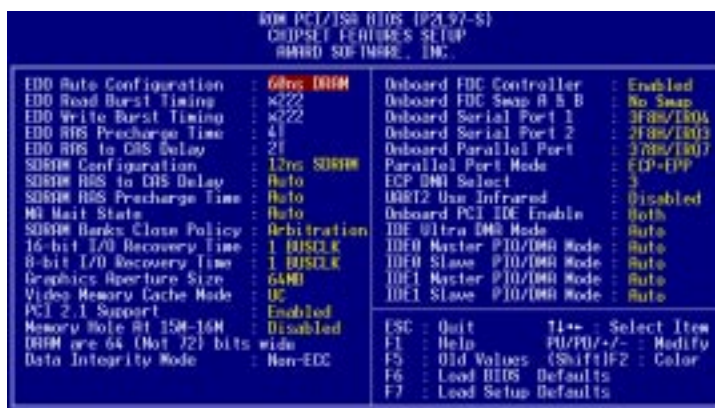 ROM PCI/ISA BIOS (P2L97-S)
CHIPSET FEATURES SETUP
AWARD SOFTWARE, INC.
EDO Auto Configuration : 60ns DRAM
EDO Read Burst Timing : x222
EDO Write Burst Timing : x222
EDO RAS Precharge Time : 4T
EDO RAS to CAS Delay : 2T
SDRAM Configuration : 12ns SDRAM
SDRAM RAS to CAS Delay : Auto
SDRAM RAS Precharge Time : Auto
MA Wait State : Auto
SDRAM Banks Close Policy : Arbitration
16-bit I/O Recovery Time : 1 BUSCLK
8-bit I/O Recovery Time : 1 BUSCLK
Graphics Aperture Size : 64MB
Video Memory Cache Mode : UC
PCI 2.1 Support : Enabled
Memory Hole At 15M-16M : Disabled
DRAM are 64 (Not 72) bits wide
Data Integrity Mode : Non-ECC
Onboard FDC Controller : Enabled
Onboard FDC Swap A & B : No Swap
Onboard Serial Port 1 : 3F8H/IRQ4
Onboard Serial Port 2 : 2F8H/IRQ3
Onboard Parallel Port : 378H/IRQ7
Parallel Port Mode : ECP+EPP
ECP DMA Select : 3
UART2 Use Infrared : Disabled
Onboard PCI IDE Enable : Both
IDE Ultra DMA Mode : Auto
IDE0 Master PIO/DMA Mode : Auto
IDE0 Slave PIO/DMA Mode : Auto
IDE1 Master PIO/DMA Mode : Auto
IDE1 Slave PIO/DMA Mode : Auto
ESC : Quit ↑↓→← : Select Item
F1 : Help PU/PD/+/- : Modify
F5 : Old Values (Shift)F2 : Color
F6 : Load BIOS Defaults
F7 : Load Setup Defaults